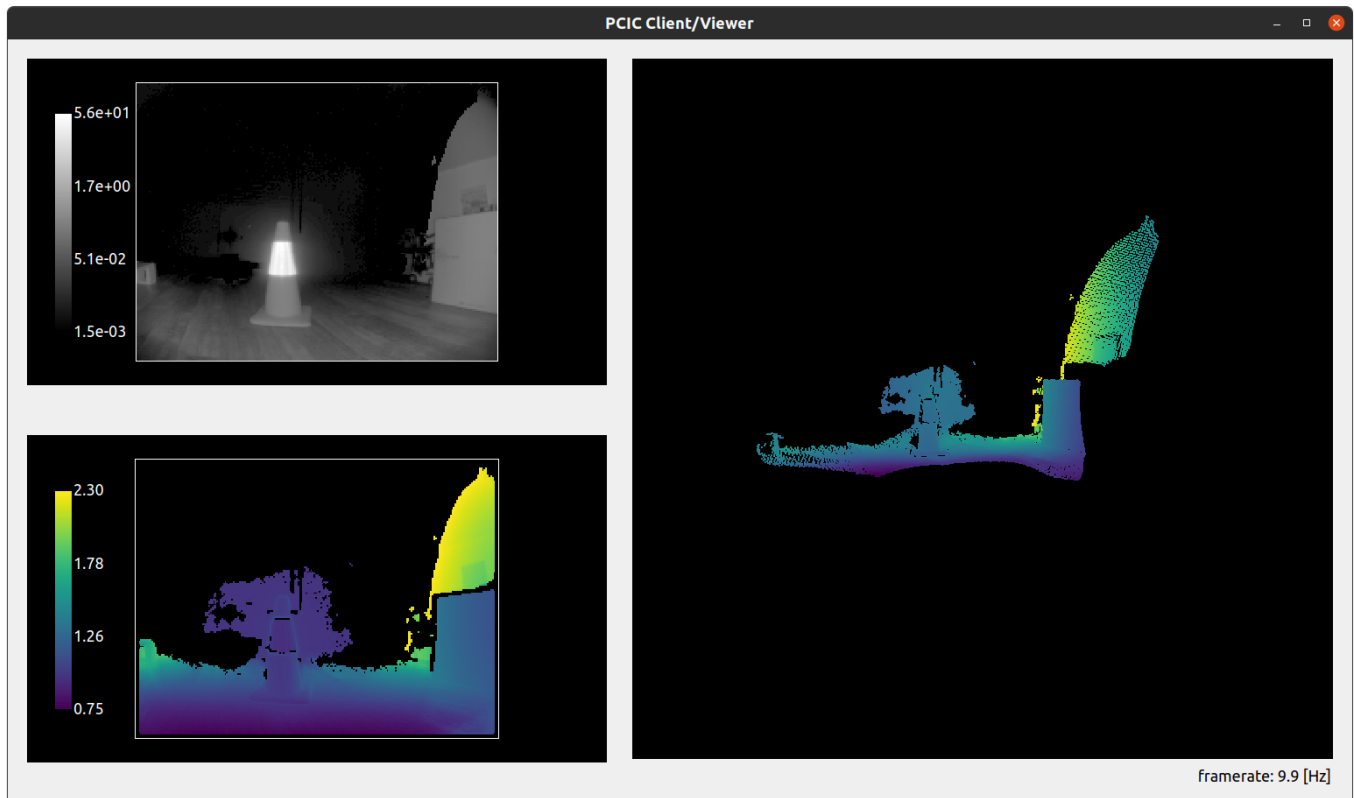 PCIC Client/Viewer
5.6e+01
1.7e+00
5.1e-02
1.5e-03
2.30
1.78
1.26
0.75
framerate: 9.9 [Hz]